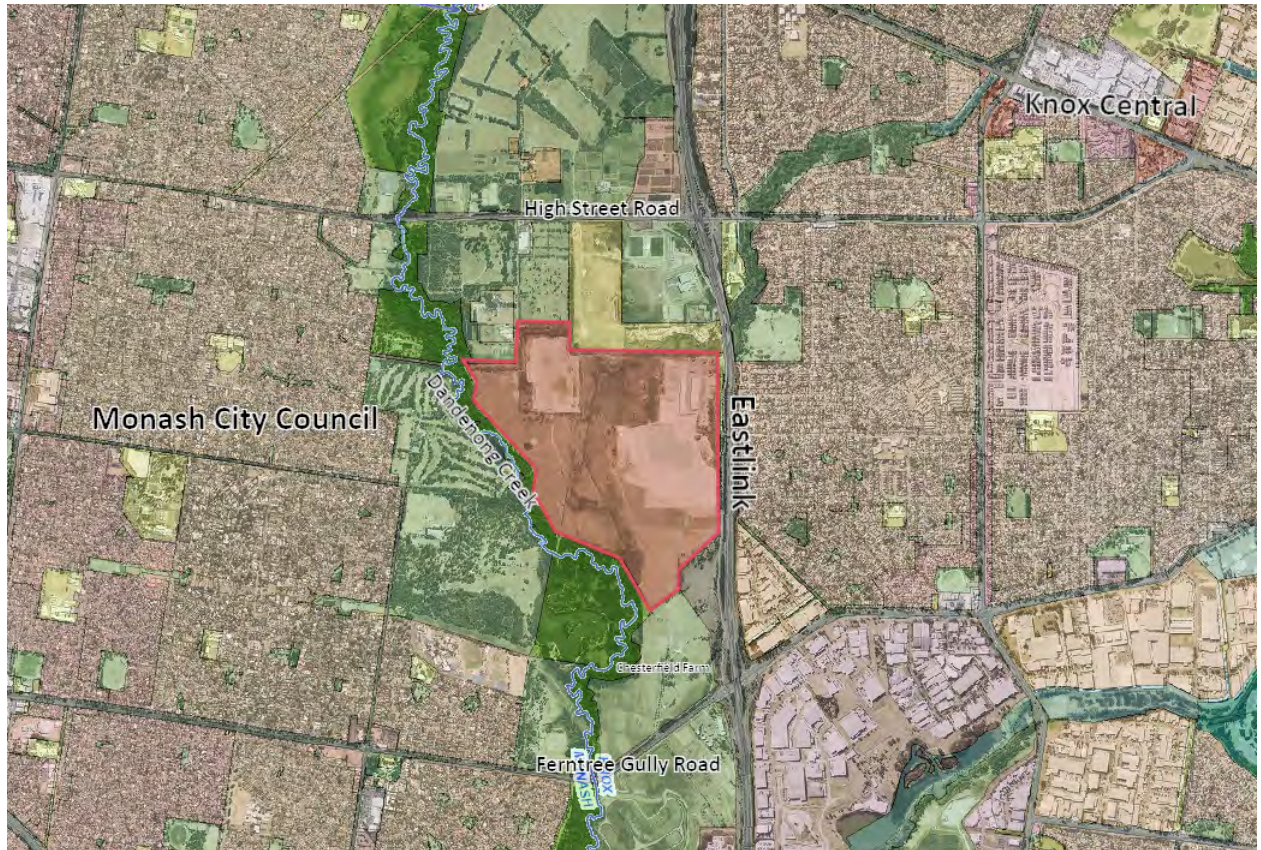 Knox Central
High Street Road
Monash City Council
Dandenong Creek
Eastlink
Chesterfield Farm
Ferntree Gully Road
KNOX
MONASH